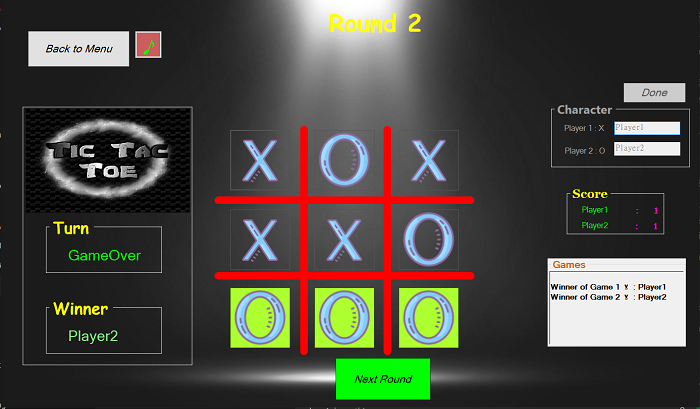 Round 2
Back to Menu
TIC TAC
TOE
Turn
GameOver
Winner
Player2
X O X
X X O
O O O
Next Round
Done
Character
Player 1 : X Player1
Player 2 : O Player2
Score
Player1 : 1
Player2 : 1
Games
Winner of Game 1 : Player1
Winner of Game 2 : Player2